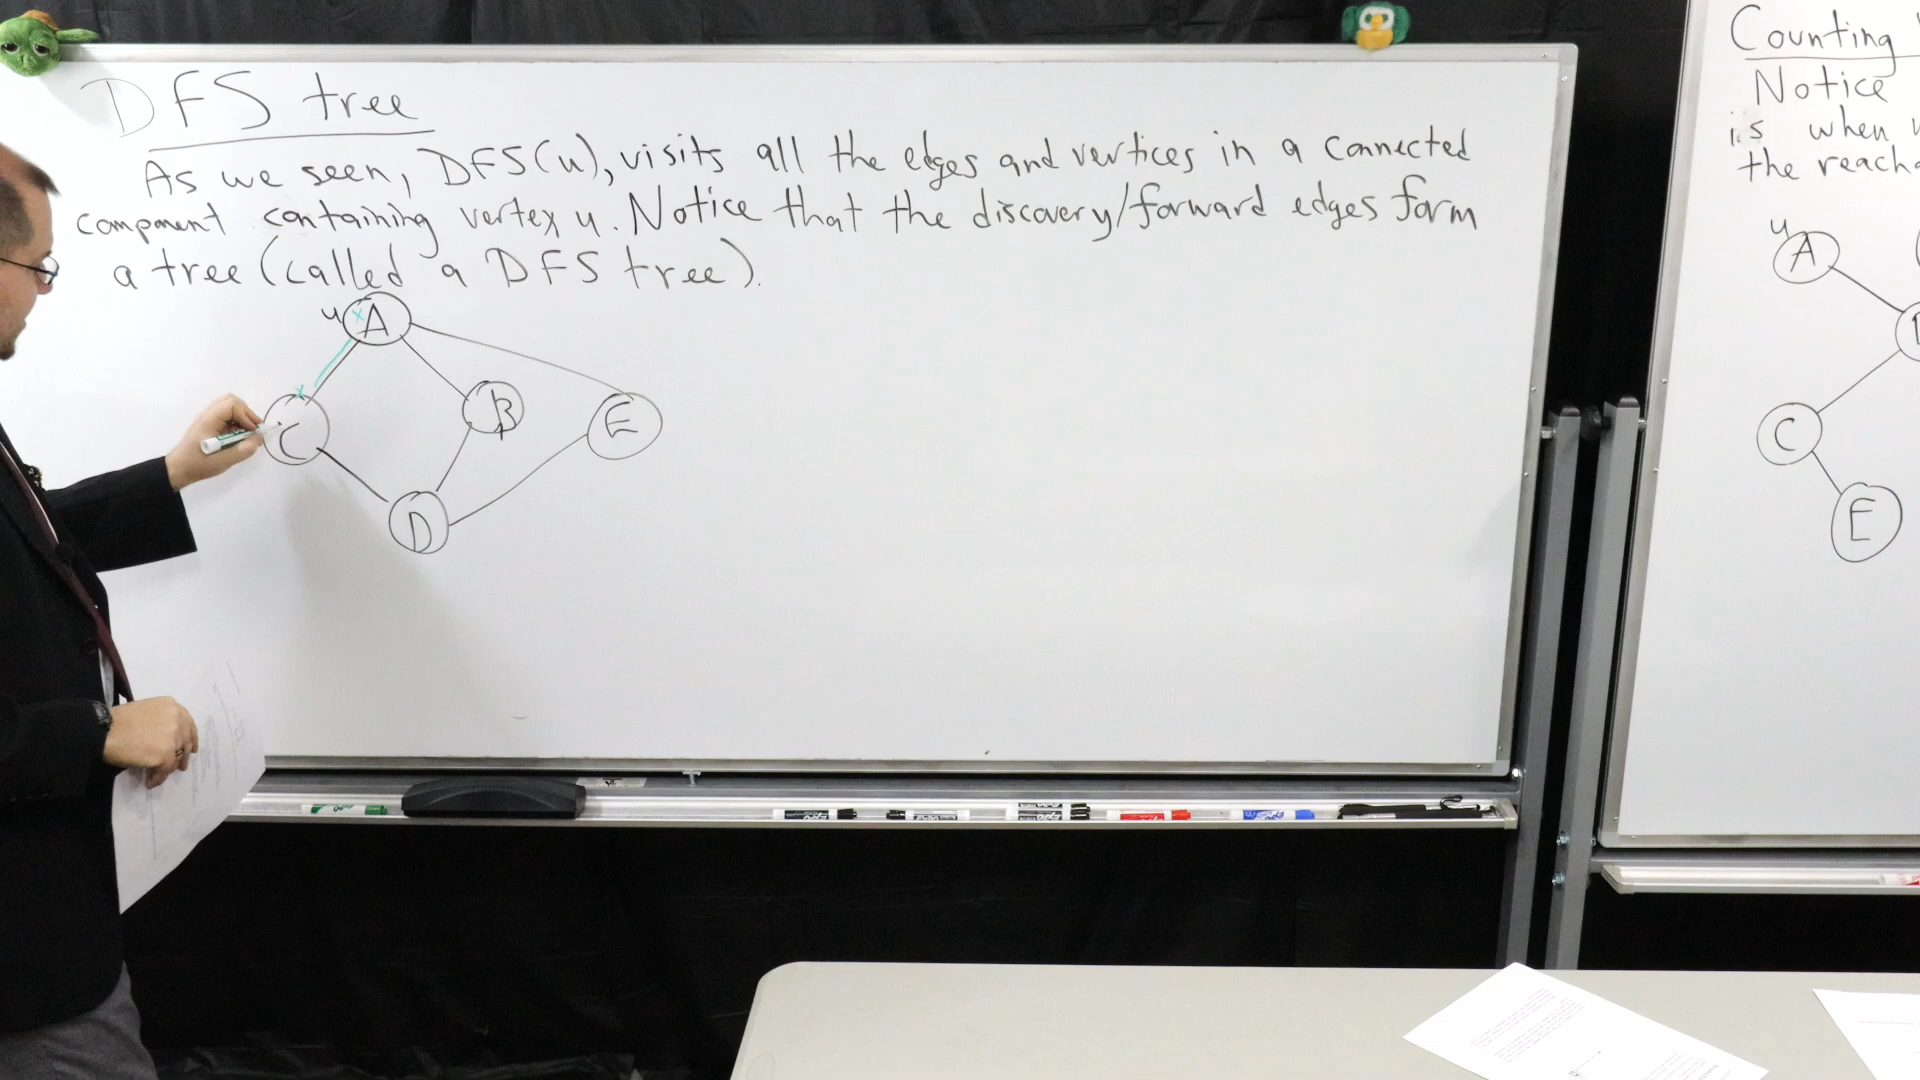 DFS tree
As we seen, DFS(u), visits all the edges and vertices in a connected
component containing vertex u. Notice that the discovery/forward edges form
a tree (called a DFS tree).
u A
B
C
E
D
Counting
Notice
is when
the
u
A
C
E